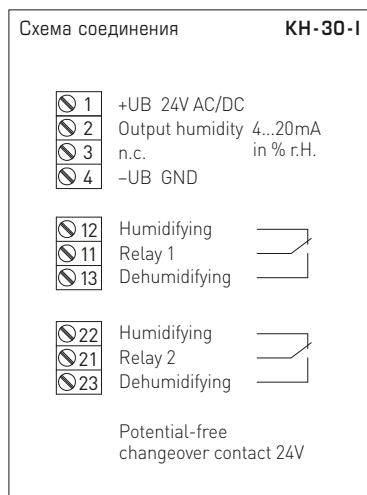 Схема соединения KH-30-I
1 +UB 24V AC/DC
2 Output humidity 4...20mA
3 n.c. in % r.H.
4 –UB GND
12 Humidifying
11 Relay 1
13 Dehumidifying
22 Humidifying
21 Relay 2
23 Dehumidifying
Potential-free
changeover contact 24V